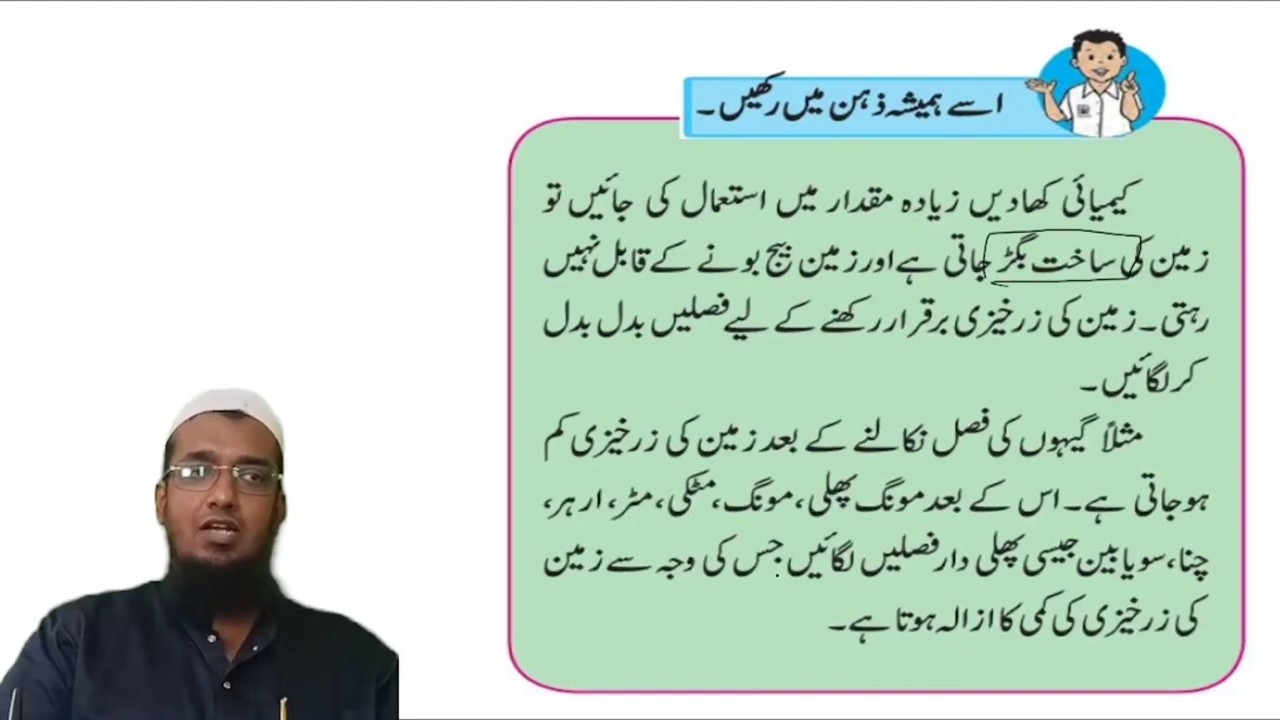 اسے ہمیشہ ذہن میں رکھیں۔
کیمیائی کھادیں زیادہ مقدار میں استعمال کی جائیں تو
زمین کی ساخت بگڑ جاتی ہے اور زمین بیج بونے کے قابل نہیں
رہتی۔ زمین کی زرخیزی برقرار رکھنے کے لیے فصلیں بدل بدل
کر لگائیں۔
مثلاً گیہوں کی فصل نکالنے کے بعد زمین کی زرخیزی کم
ہوجاتی ہے۔ اس کے بعد مونگ پھلی، مونگ، مٹکی، مٹر، ارہر،
چنا، سویابین جیسی پھلی دار فصلیں لگائیں جس کی وجہ سے زمین
کی زرخیزی کی کمی کا ازالہ ہوتا ہے۔